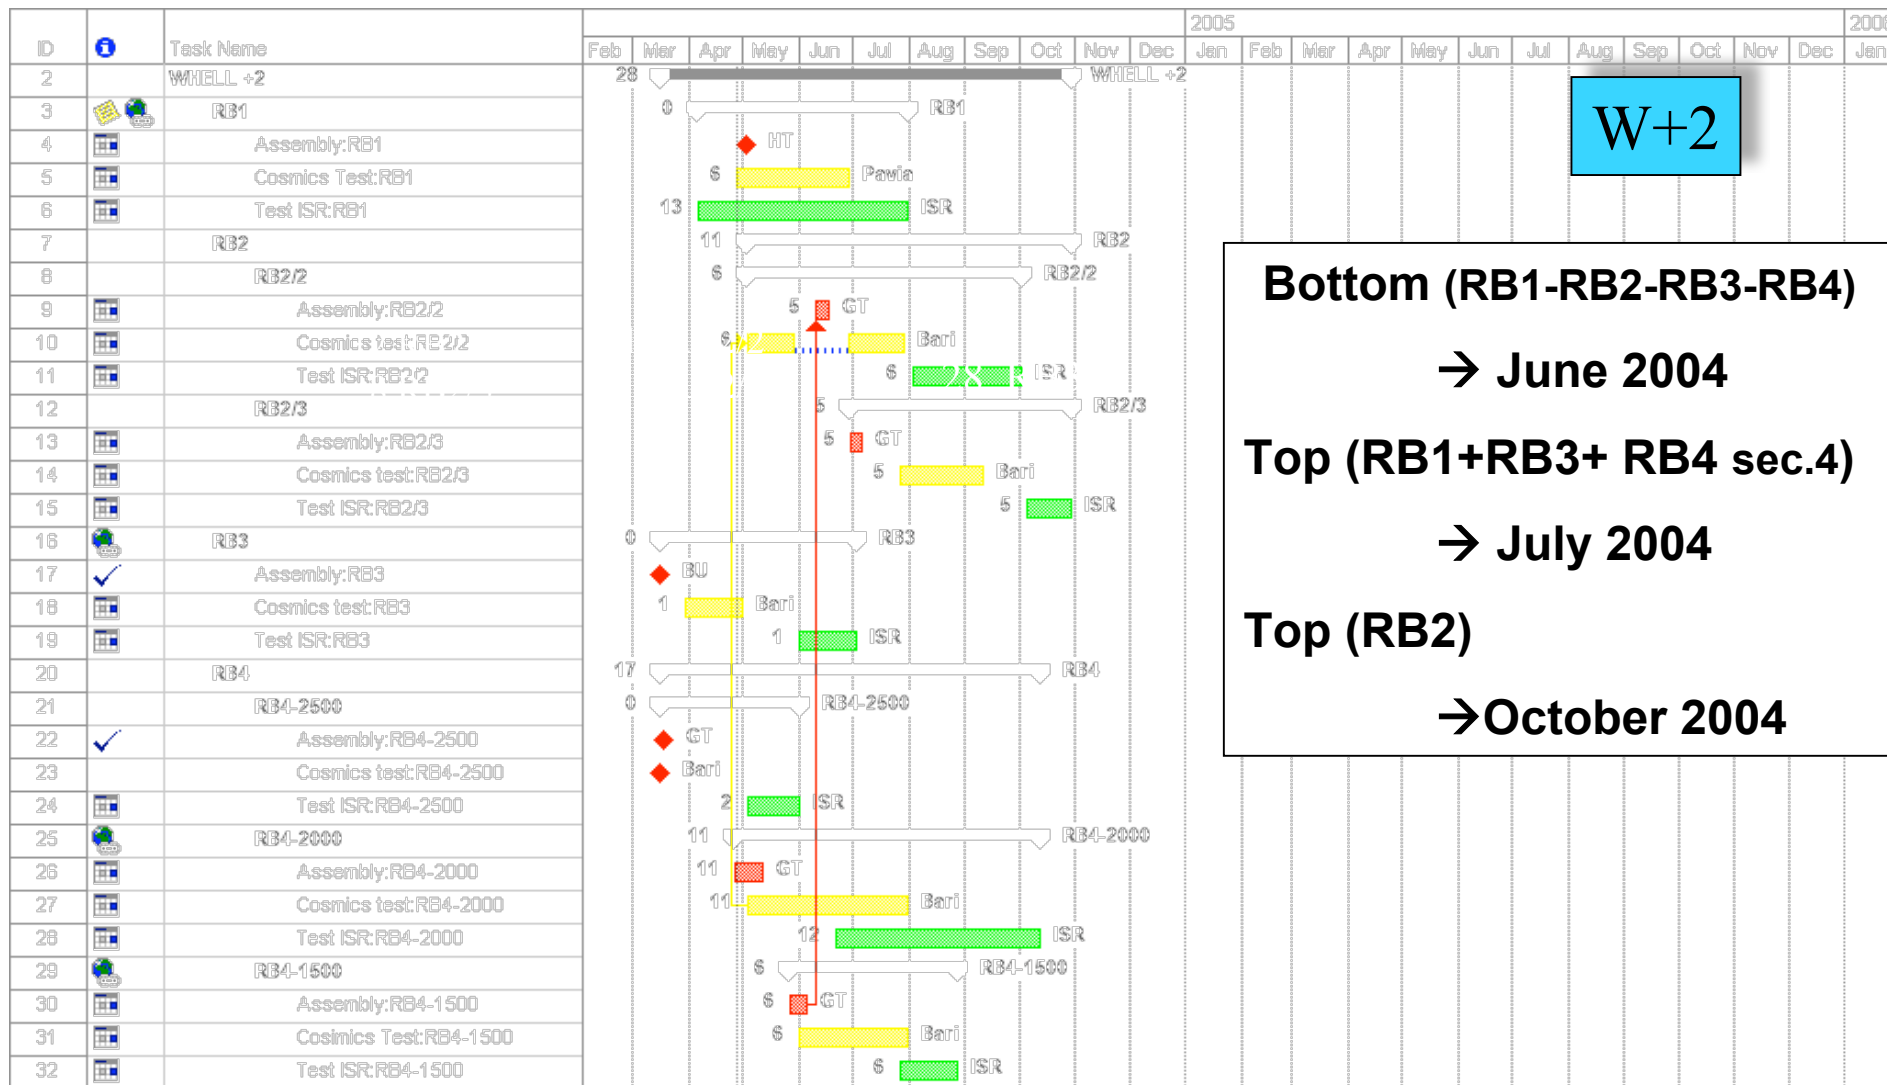 2005 2006
ID Task Name Feb Mar Apr May Jun Jul Aug Sep Oct Nov Dec Jan Feb Mar Apr May Jun Jul Aug Sep Oct Nov Dec Jan
2 WHELL +2 28 WHELL +2
3 RB1 0 RB1
4 Assembly:RB1 HT
5 Cosmics Test:RB1 6 Pavia
6 Test ISR:RB1 13 ISR
7 RB2 11 RB2
8 RB2/2 6 RB2/2
9 Assembly:RB2/2 5 GT
10 Cosmics test:RB2/2 6 Bari
11 Test ISR:RB2/2 6 28 ISR
12 RB2/3 5 RB2/3
13 Assembly:RB2/3 5 GT
14 Cosmics test:RB2/3 5 Bari
15 Test ISR:RB2/3 5 ISR
16 RB3 0 RB3
17 Assembly:RB3 BU
18 Cosmics test:RB3 1 Bari
19 Test ISR:RB3 1 ISR
20 RB4 17 RB4
21 RB4-2500 0 RB4-2500
22 Assembly:RB4-2500 GT
23 Cosmics test:RB4-2500 Bari
24 Test ISR:RB4-2500 2 ISR
25 RB4-2000 11 RB4-2000
26 Assembly:RB4-2000 11 GT
27 Cosmics test:RB4-2000 11 Bari
28 Test ISR:RB4-2000 12 ISR
29 RB4-1500 6 RB4-1500
30 Assembly:RB4-1500 6 GT
31 Cosimics Test:RB4-1500 6 Bari
32 Test ISR:RB4-1500 6 ISR
W+2
Bottom (RB1-RB2-RB3-RB4)
→ June 2004
Top (RB1+RB3+ RB4 sec.4)
→ July 2004
Top (RB2)
→October 2004